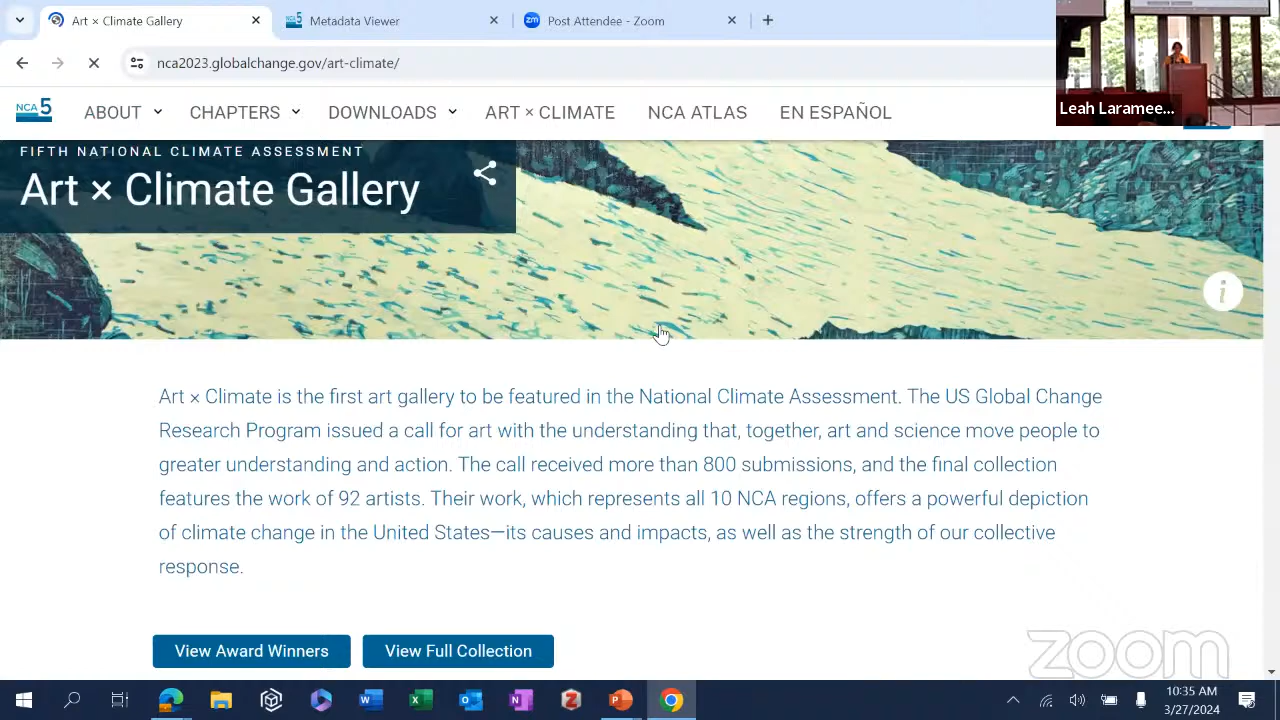 Art × Climate Gallery
NCA 5
Metadata Viewer
zm
Post Attendee - Zoom
nca2023.globalchange.gov/art-climate/
Leah Laramee...
NCA 5
ABOUT
CHAPTERS
DOWNLOADS
ART × CLIMATE
NCA ATLAS
EN ESPAÑOL
FIFTH NATIONAL CLIMATE ASSESSMENT
Art × Climate Gallery
i
Art × Climate is the first art gallery to be featured in the National Climate Assessment. The US Global Change
Research Program issued a call for art with the understanding that, together, art and science move people to
greater understanding and action. The call received more than 800 submissions, and the final collection
features the work of 92 artists. Their work, which represents all 10 NCA regions, offers a powerful depiction
of climate change in the United States—its causes and impacts, as well as the strength of our collective
response.
View Award Winners
View Full Collection
zoom
10:35 AM
3/27/2024